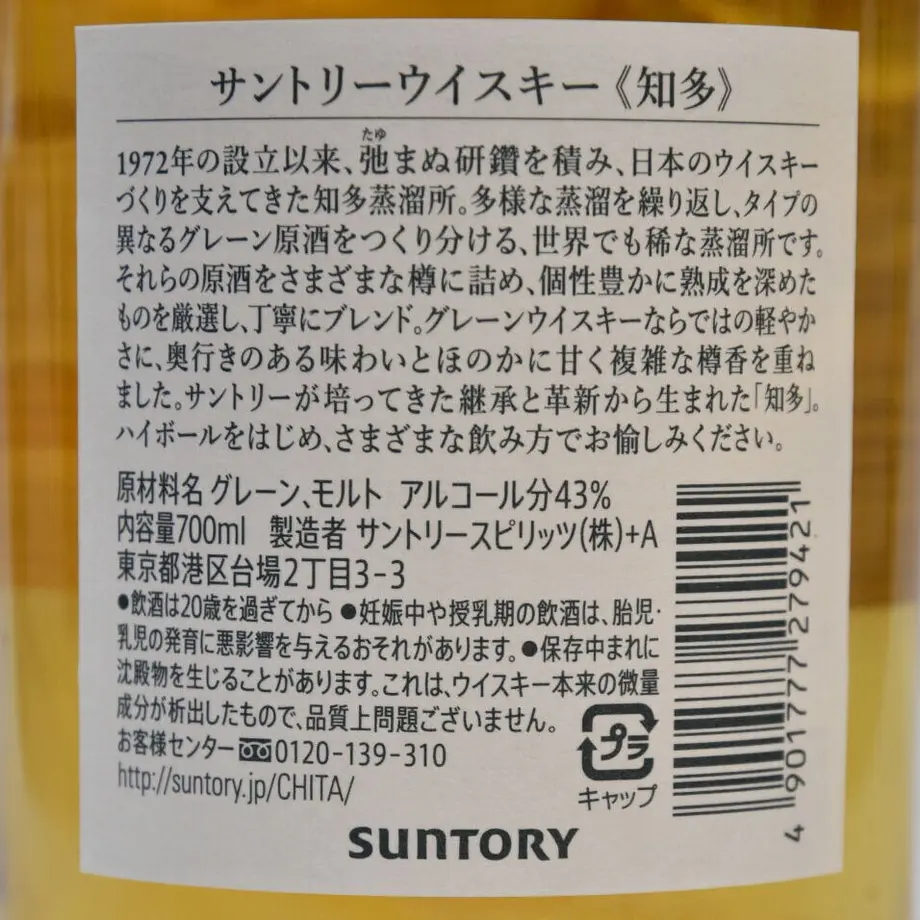 サントリーウイスキー《知多》
たゆ
1972年の設立以来、弛まぬ研鑽を積み、日本のウイスキー
づくりを支えてきた知多蒸溜所。多様な蒸溜を繰り返し、タイプの
異なるグレーン原酒をつくり分ける、世界でも稀な蒸溜所です。
それらの原酒をさまざまな樽に詰め、個性豊かに熟成を深めた
ものを厳選し、丁寧にブレンド。グレーンウイスキーならではの軽やか
さに、奥行きのある味わいとほのかに甘く複雑な樽香を重ね
ました。サントリーが培ってきた継承と革新から生まれた「知多」。
ハイボールをはじめ、さまざまな飲み方でお愉しみください。
原材料名 グレーン、モルト アルコール分43%
内容量700ml 製造者 サントリースピリッツ(株)+A
東京都港区台場2丁目3-3
●飲酒は20歳を過ぎてから ●妊娠中や授乳期の飲酒は、胎児・
乳児の発育に悪影響を与えるおそれがあります。●保存中まれに
沈殿物を生じることがあります。これは、ウイスキー本来の微量
成分が析出したもので、品質上問題ございません。
お客様センター 0120-139-310
http://suntory.jp/CHITA/
プラ
キャップ
4 901777 279421
SUNTORY